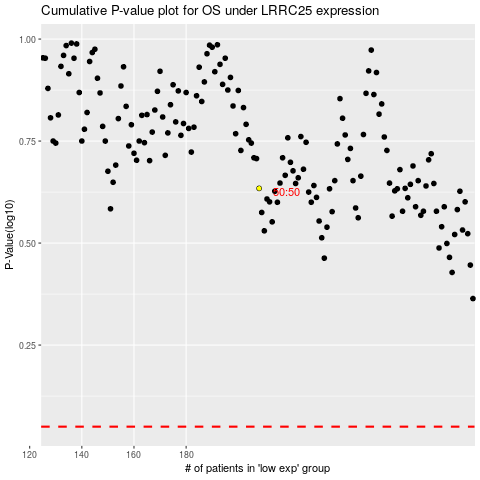 Cumulative P-value plot for OS under LRRC25 expression
P-Value(log10)
1.00
0.75
0.50
0.25
50:50
120 140 160 180
# of patients in 'low exp' group